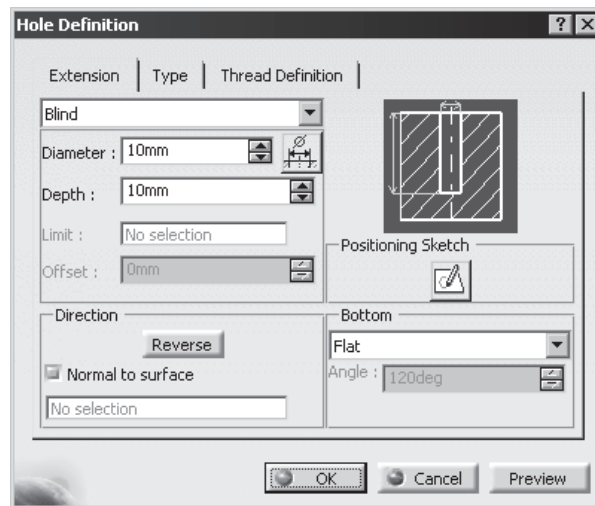 Hole Definition
Extension
Type
Thread Definition
Blind
Diameter : 10mm
Depth : 10mm
Limit : No selection
Offset : 0mm
Positioning Sketch
Direction
Reverse
Normal to surface
No selection
Bottom
Flat
Angle : 120deg
OK
Cancel
Preview